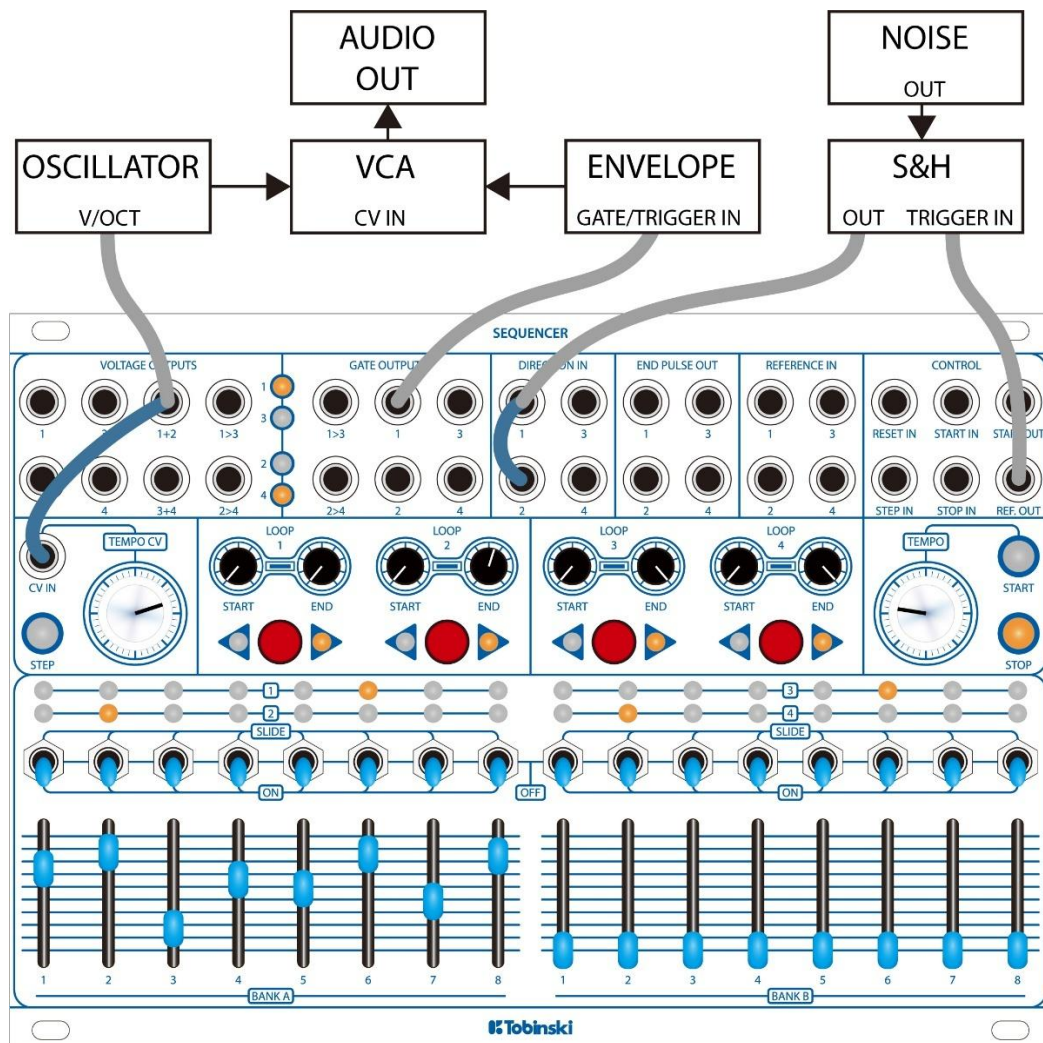 AUDIO
OUT
NOISE
OUT
OSCILLATOR
V/OCT
VCA
CV IN
ENVELOPE
GATE/TRIGGER IN
S&H
OUT TRIGGER IN
SEQUENCER
VOLTAGE OUTPUTS
GATE OUTPUT
DIRECTION IN
END PULSE OUT
REFERENCE IN
CONTROL
1 1+2 1>3
1
3
1>3 1 3
1 3
1 3
1 3
RESET IN START IN START OUT
2
4
4 3+4 2>4
2>4 2 4
2 4
2 4
2 4
STEP IN STOP IN REF. OUT
TEMPO CV
CV IN
STEP
LOOP
1
START END
LOOP
2
START END
LOOP
3
START END
LOOP
4
START END
TEMPO
START
STOP
1 3
2 4
SLIDE SLIDE
ON OFF ON
1 2 3 4 5 6 7 8 1 2 3 4 5 6 7 8
BANK A BANK B
Tobinski